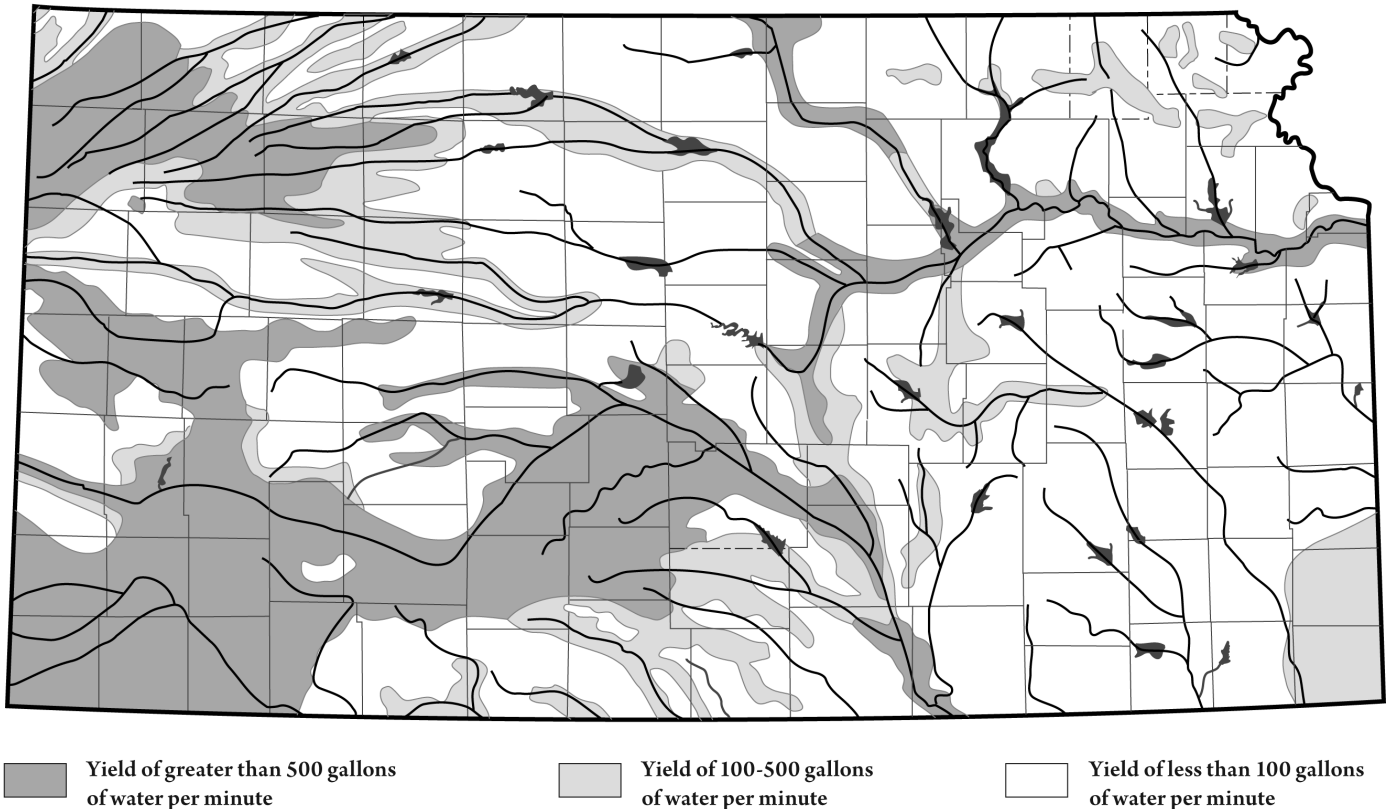 Yield of greater than 500 gallons
of water per minute
Yield of 100-500 gallons
of water per minute
Yield of less than 100 gallons
of water per minute